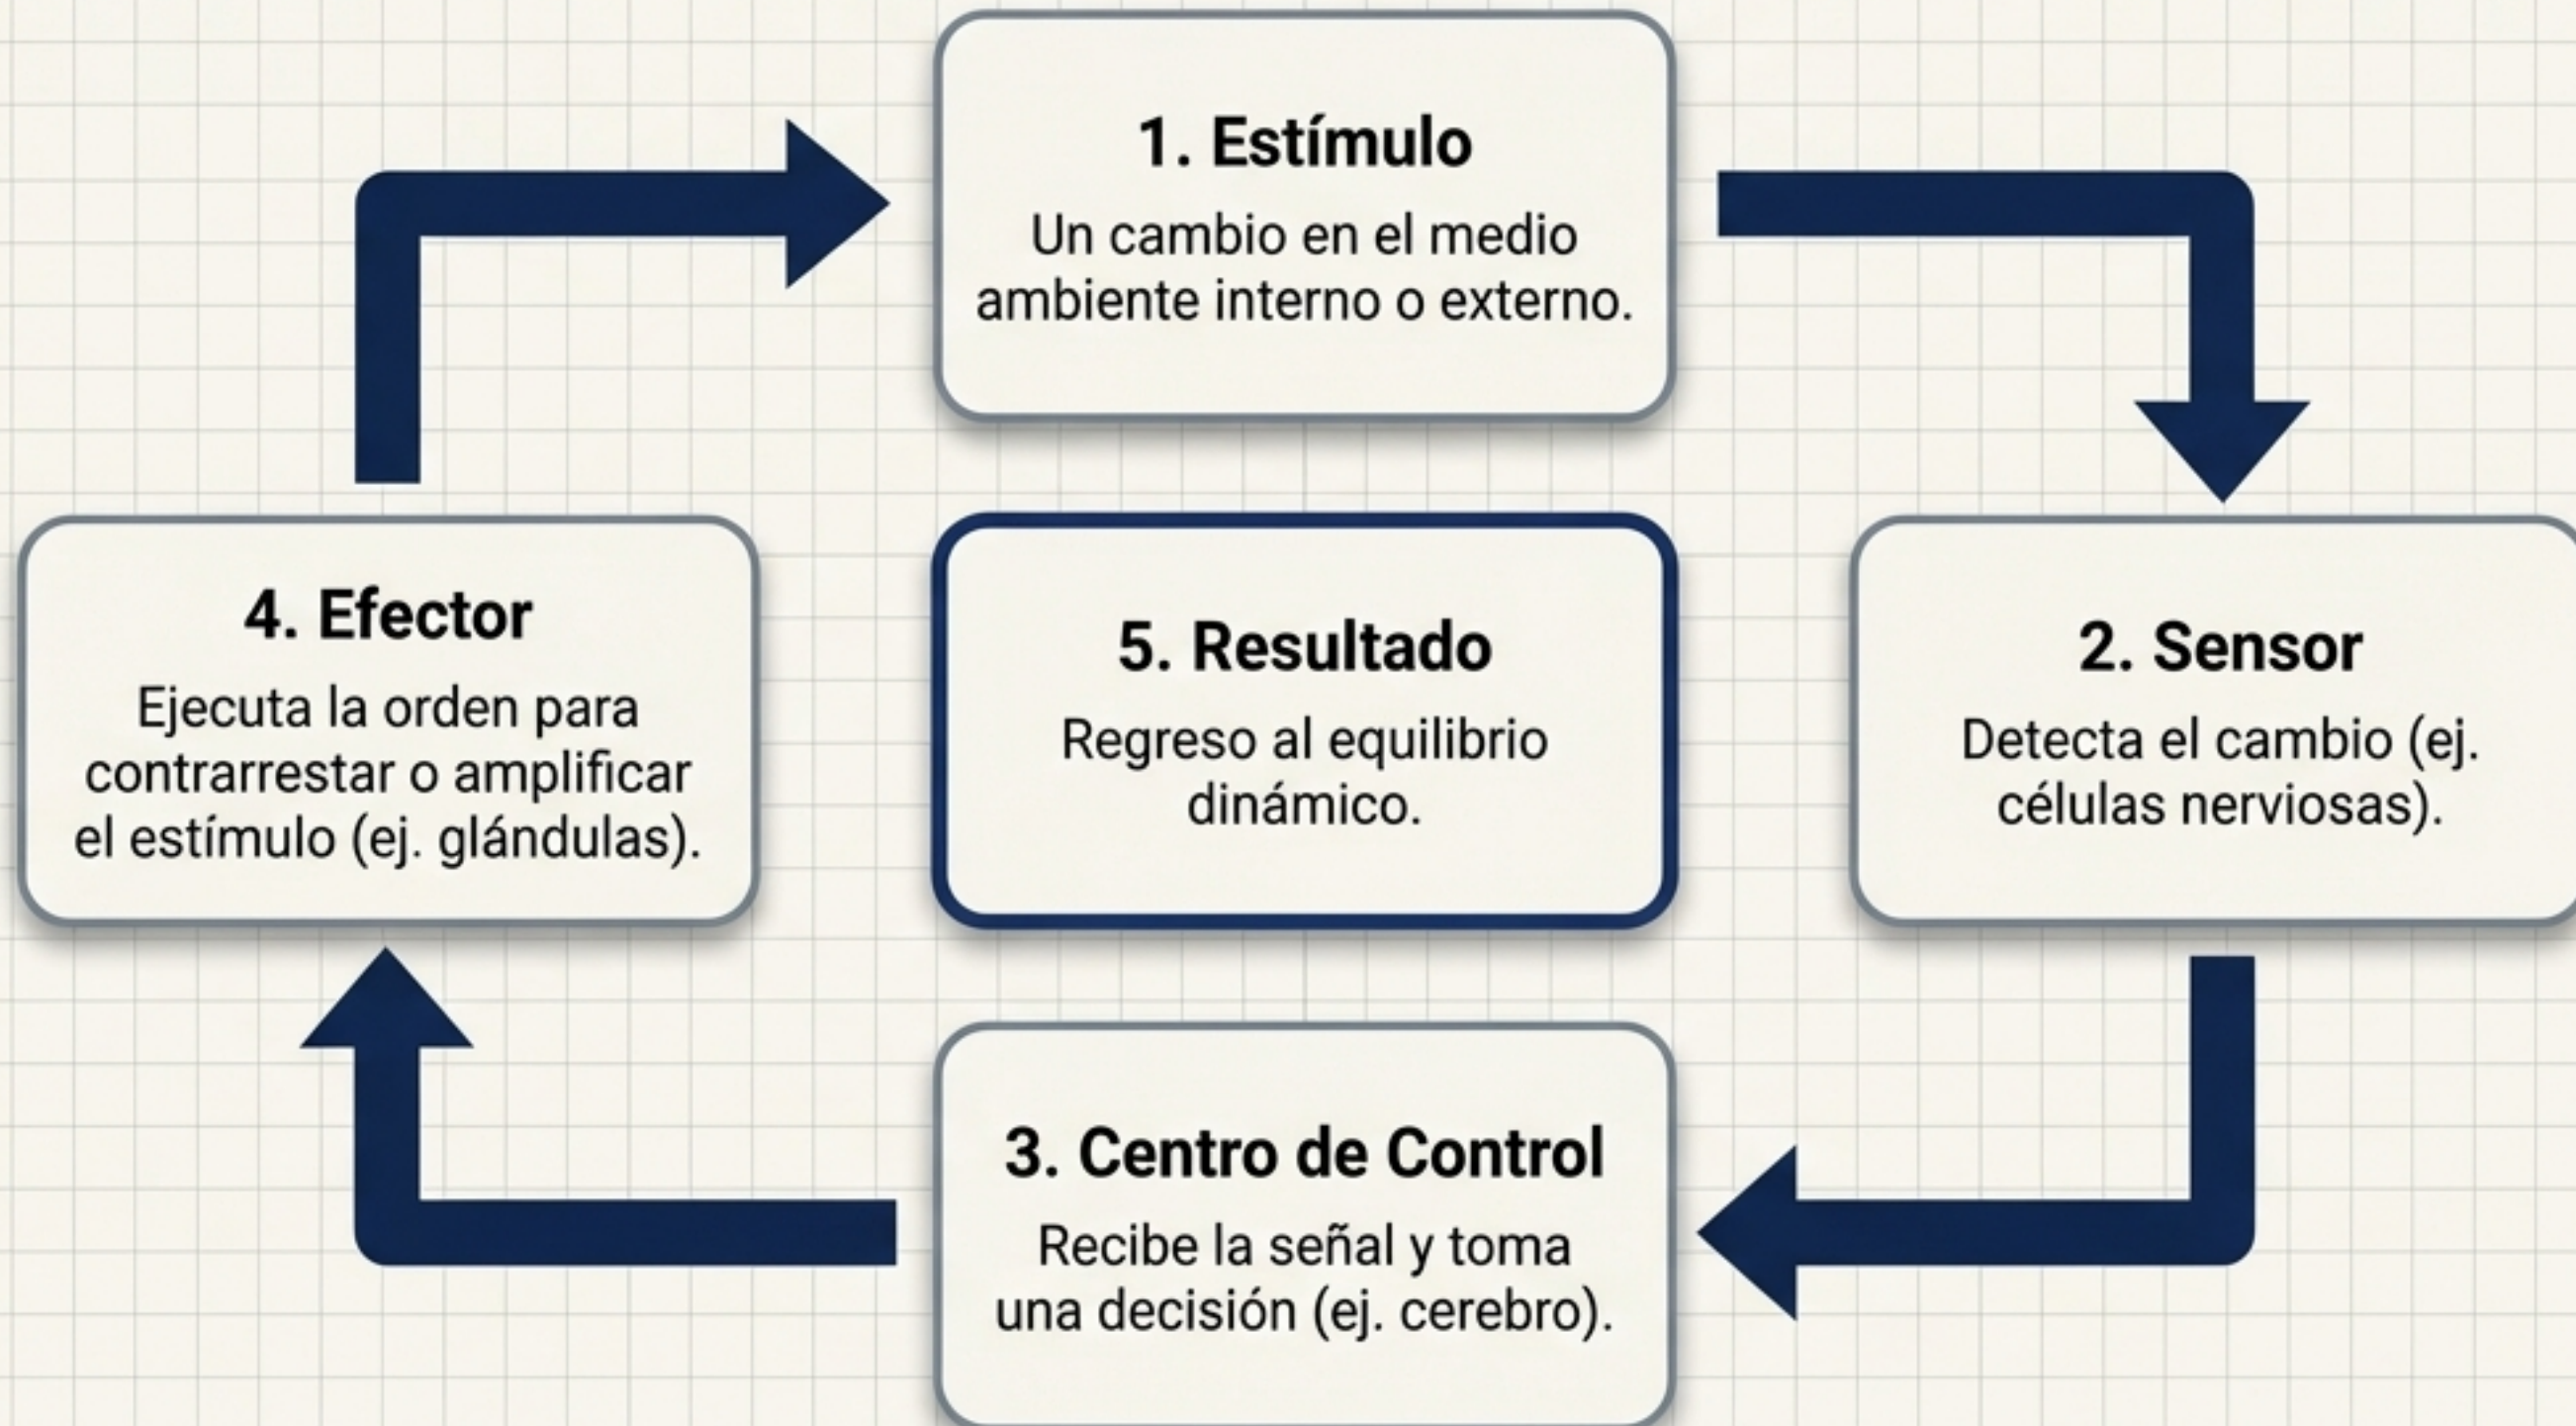 1. Estímulo
Un cambio en el medio
ambiente interno o externo.
2. Sensor
Detecta el cambio (ej.
células nerviosas).
3. Centro de Control
Recibe la señal y toma
una decisión (ej. cerebro).
4. Efector
Ejecuta la orden para
contrarrestar o amplificar
el estímulo (ej. glándulas).
5. Resultado
Regreso al equilibrio
dinámico.